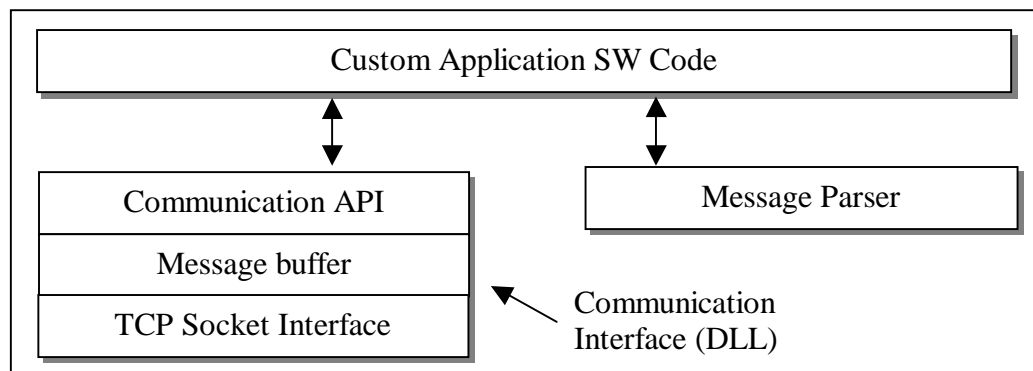 Custom Application SW Code
Communication API
Message Parser
Message buffer
TCP Socket Interface
Communication
Interface (DLL)